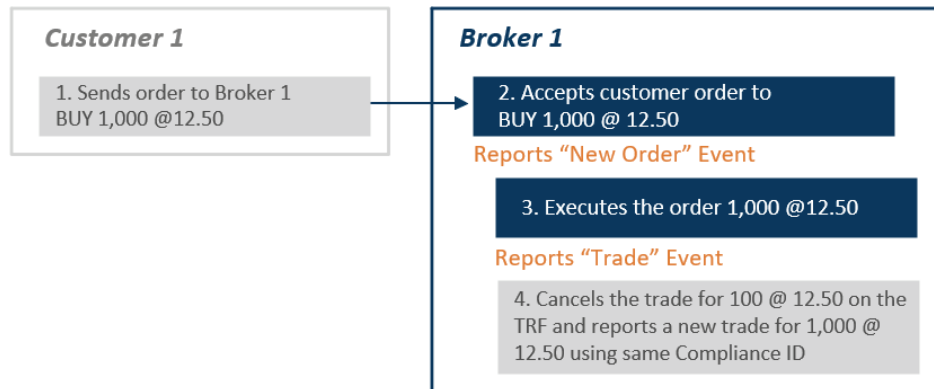 Customer 1
1. Sends order to Broker 1
BUY 1,000 @12.50
Broker 1
2. Accepts customer order to
BUY 1,000 @ 12.50
Reports “New Order” Event
3. Executes the order 1,000 @12.50
Reports “Trade” Event
4. Cancels the trade for 100 @ 12.50 on the
TRF and reports a new trade for 1,000 @
12.50 using same Compliance ID